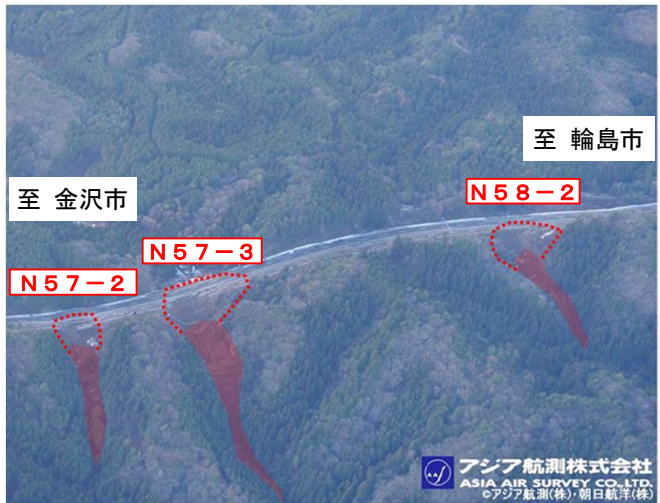 至 輪島市
至 金沢市
N58-2
N57-3
N57-2
アジア航測株式会社
ASIA AIR SURVEY CO.,LTD.
©アジア航測(株)・朝日航洋(株)